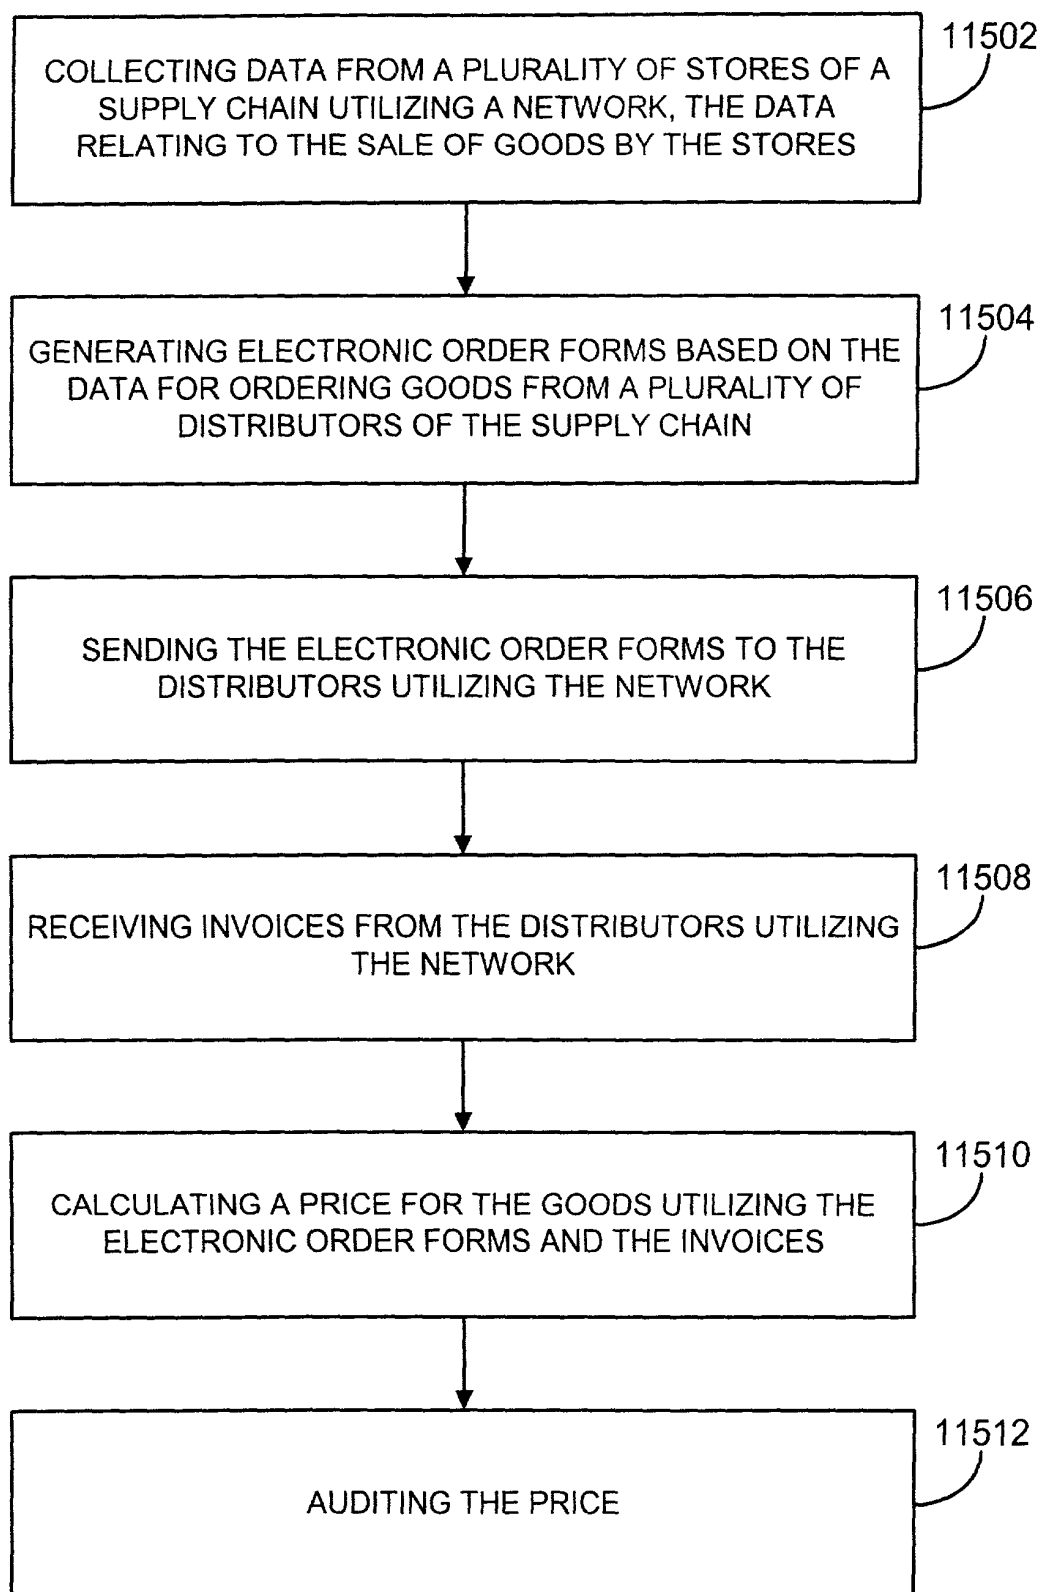 11502
COLLECTING DATA FROM A PLURALITY OF STORES OF A
SUPPLY CHAIN UTILIZING A NETWORK, THE DATA
RELATING TO THE SALE OF GOODS BY THE STORES
11504
GENERATING ELECTRONIC ORDER FORMS BASED ON THE
DATA FOR ORDERING GOODS FROM A PLURALITY OF
DISTRIBUTORS OF THE SUPPLY CHAIN
11506
SENDING THE ELECTRONIC ORDER FORMS TO THE
DISTRIBUTORS UTILIZING THE NETWORK
11508
RECEIVING INVOICES FROM THE DISTRIBUTORS UTILIZING
THE NETWORK
11510
CALCULATING A PRICE FOR THE GOODS UTILIZING THE
ELECTRONIC ORDER FORMS AND THE INVOICES
11512
AUDITING THE PRICE